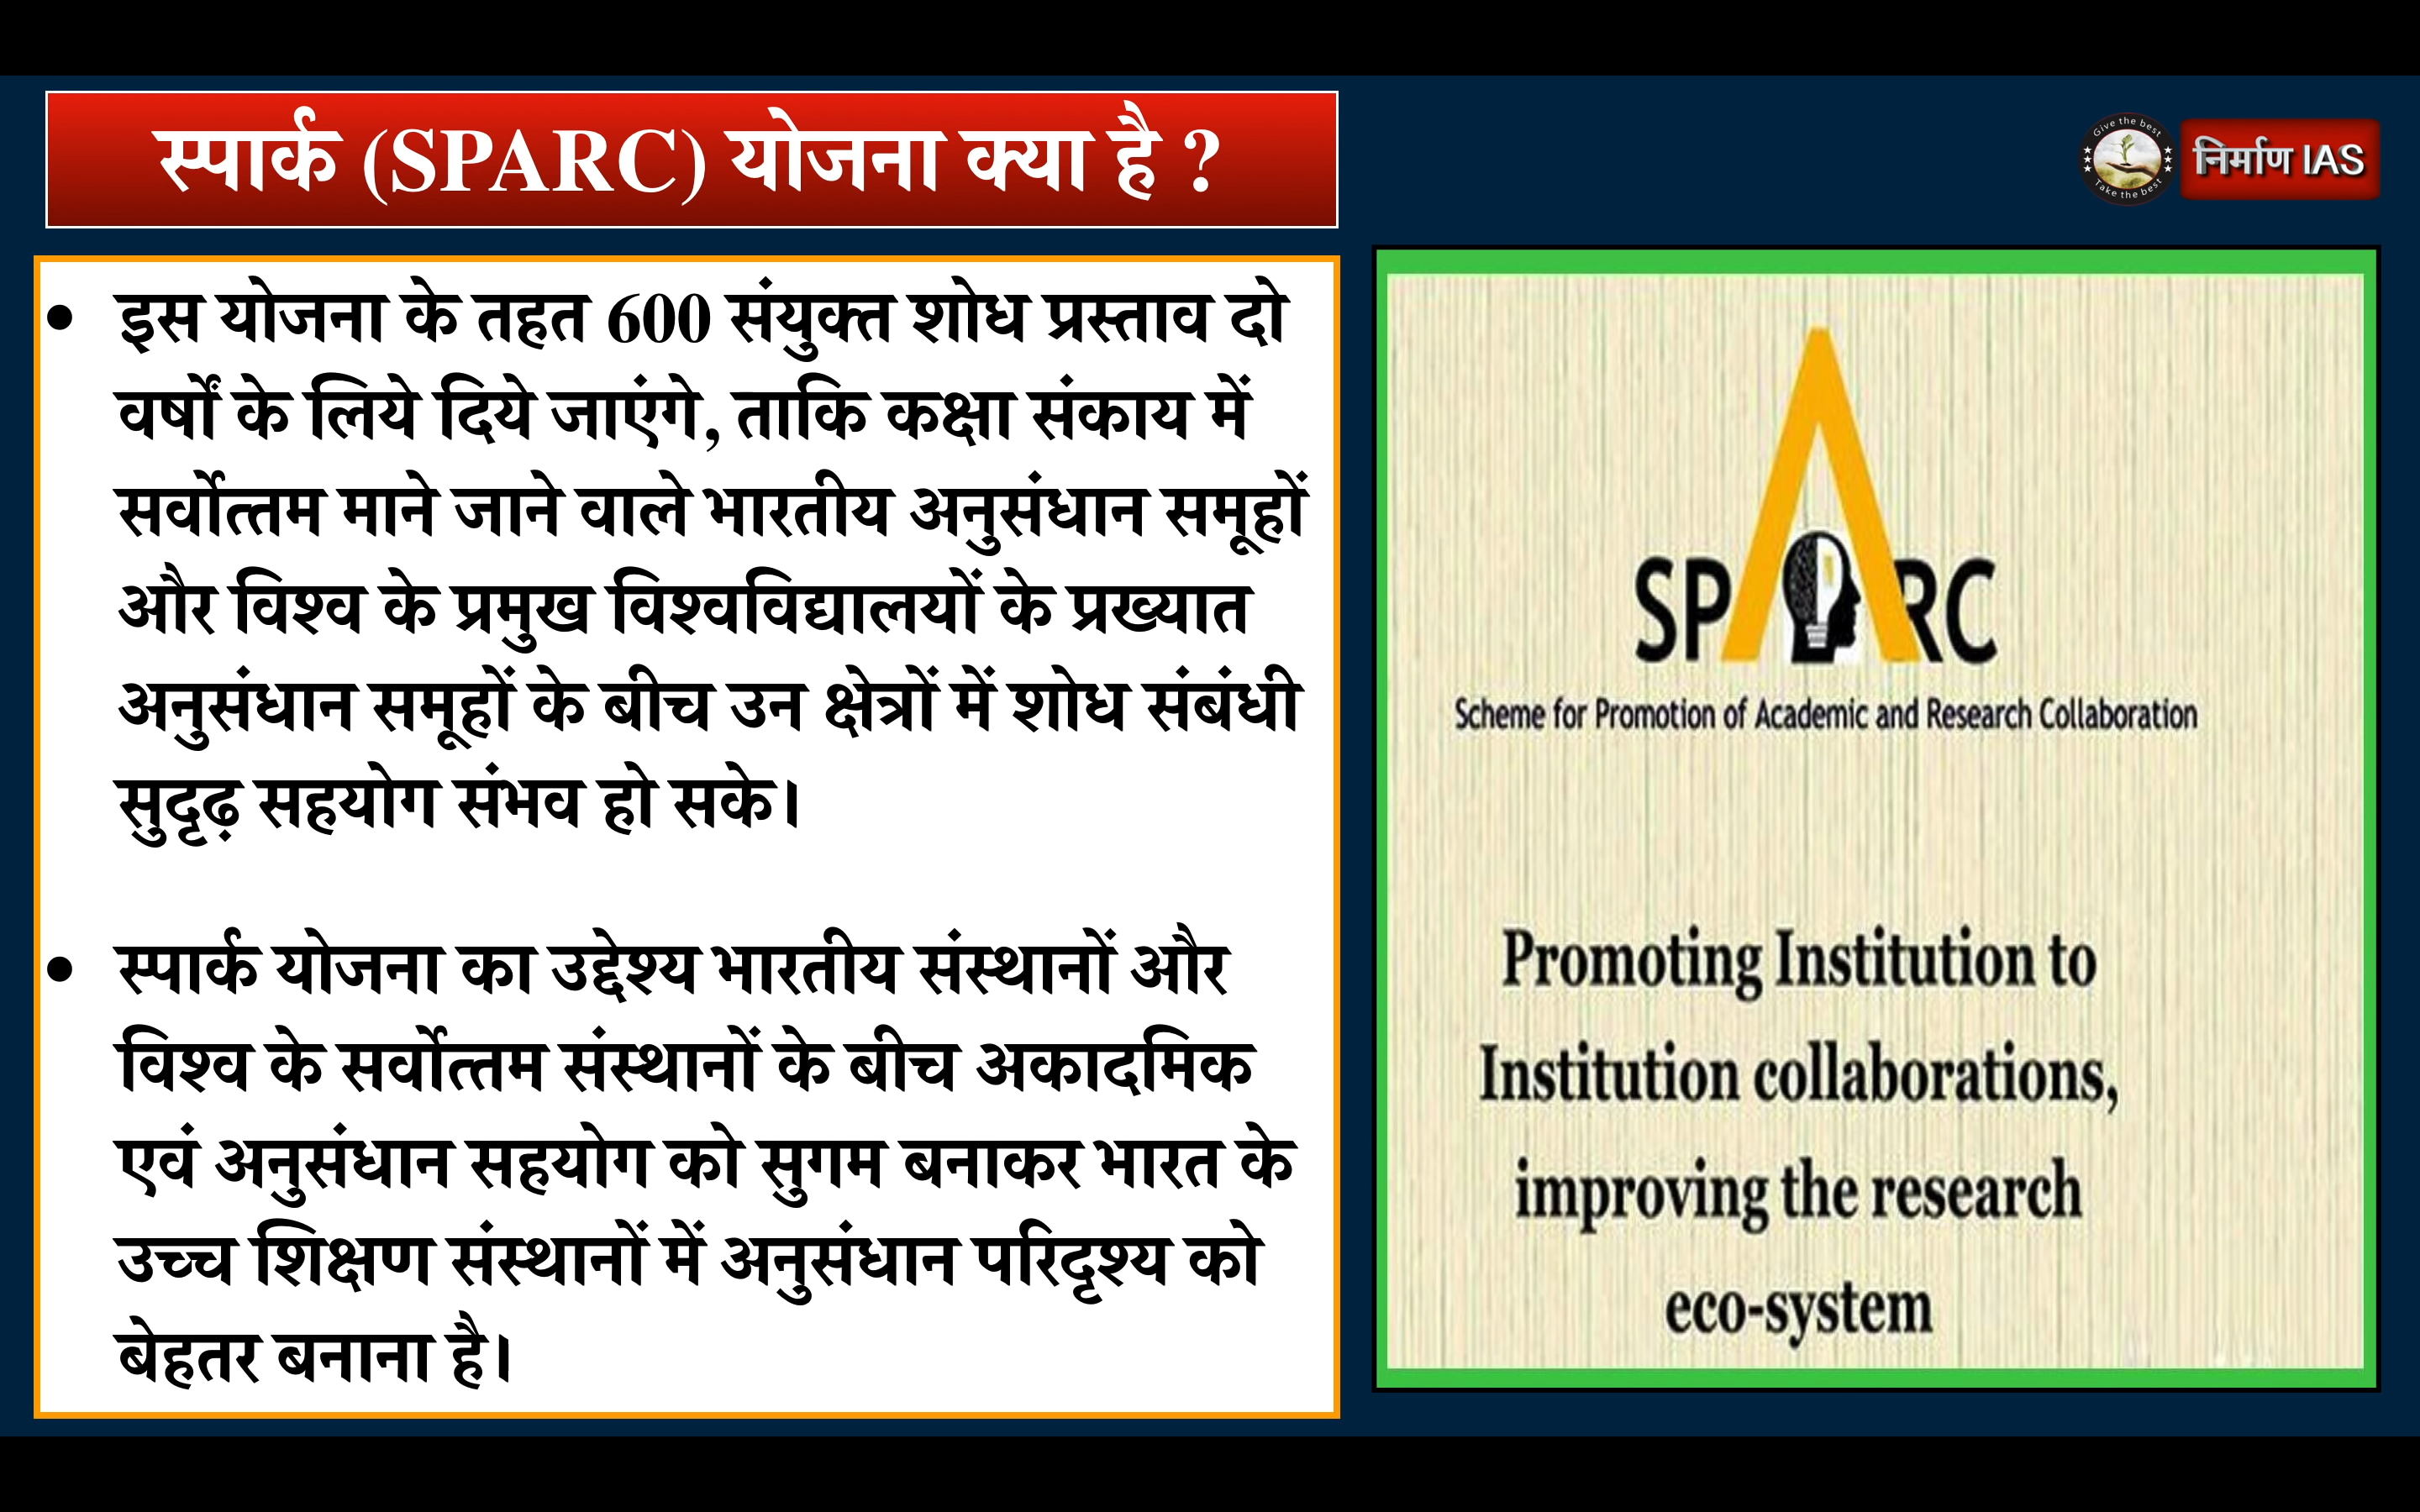 स्पार्क (SPARC) योजना क्या है ?
Give the best
Take the best
निर्माण IAS
• इस योजना के तहत 600 संयुक्त शोध प्रस्ताव दो
वर्षों के लिये दिये जाएंगे, ताकि कक्षा संकाय में
सर्वोत्तम माने जाने वाले भारतीय अनुसंधान समूहों
और विश्व के प्रमुख विश्वविद्यालयों के प्रख्यात
अनुसंधान समूहों के बीच उन क्षेत्रों में शोध संबंधी
सुदृढ़ सहयोग संभव हो सके।
• स्पार्क योजना का उद्देश्य भारतीय संस्थानों और
विश्व के सर्वोत्तम संस्थानों के बीच अकादमिक
एवं अनुसंधान सहयोग को सुगम बनाकर भारत के
उच्च शिक्षण संस्थानों में अनुसंधान परिदृश्य को
बेहतर बनाना है।
SPARC
Scheme for Promotion of Academic and Research Collaboration
Promoting Institution to
Institution collaborations,
improving the research
eco-system